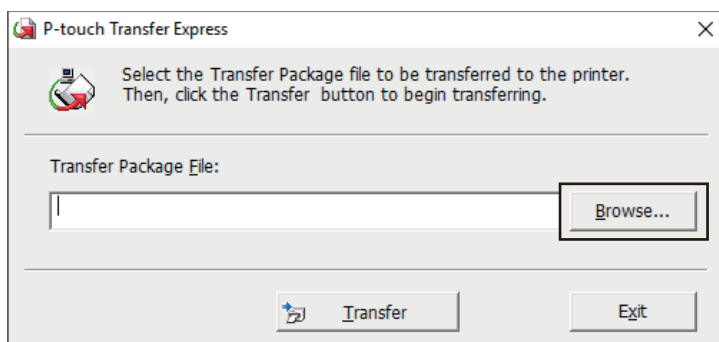 P-touch Transfer Express
Select the Transfer Package file to be transferred to the printer.
Then, click the Transfer button to begin transferring.
Transfer Package File:
Browse...
Transfer
Exit